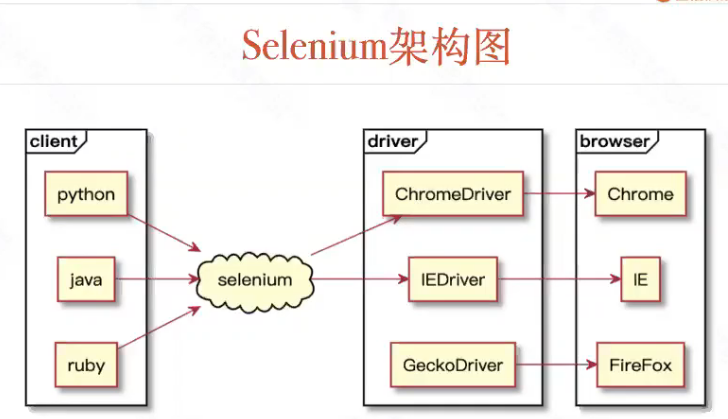 Selenium架构图
client
driver
browser
python
ChromeDriver
Chrome
java
selenium
IEDriver
IE
ruby
GeckoDriver
FireFox